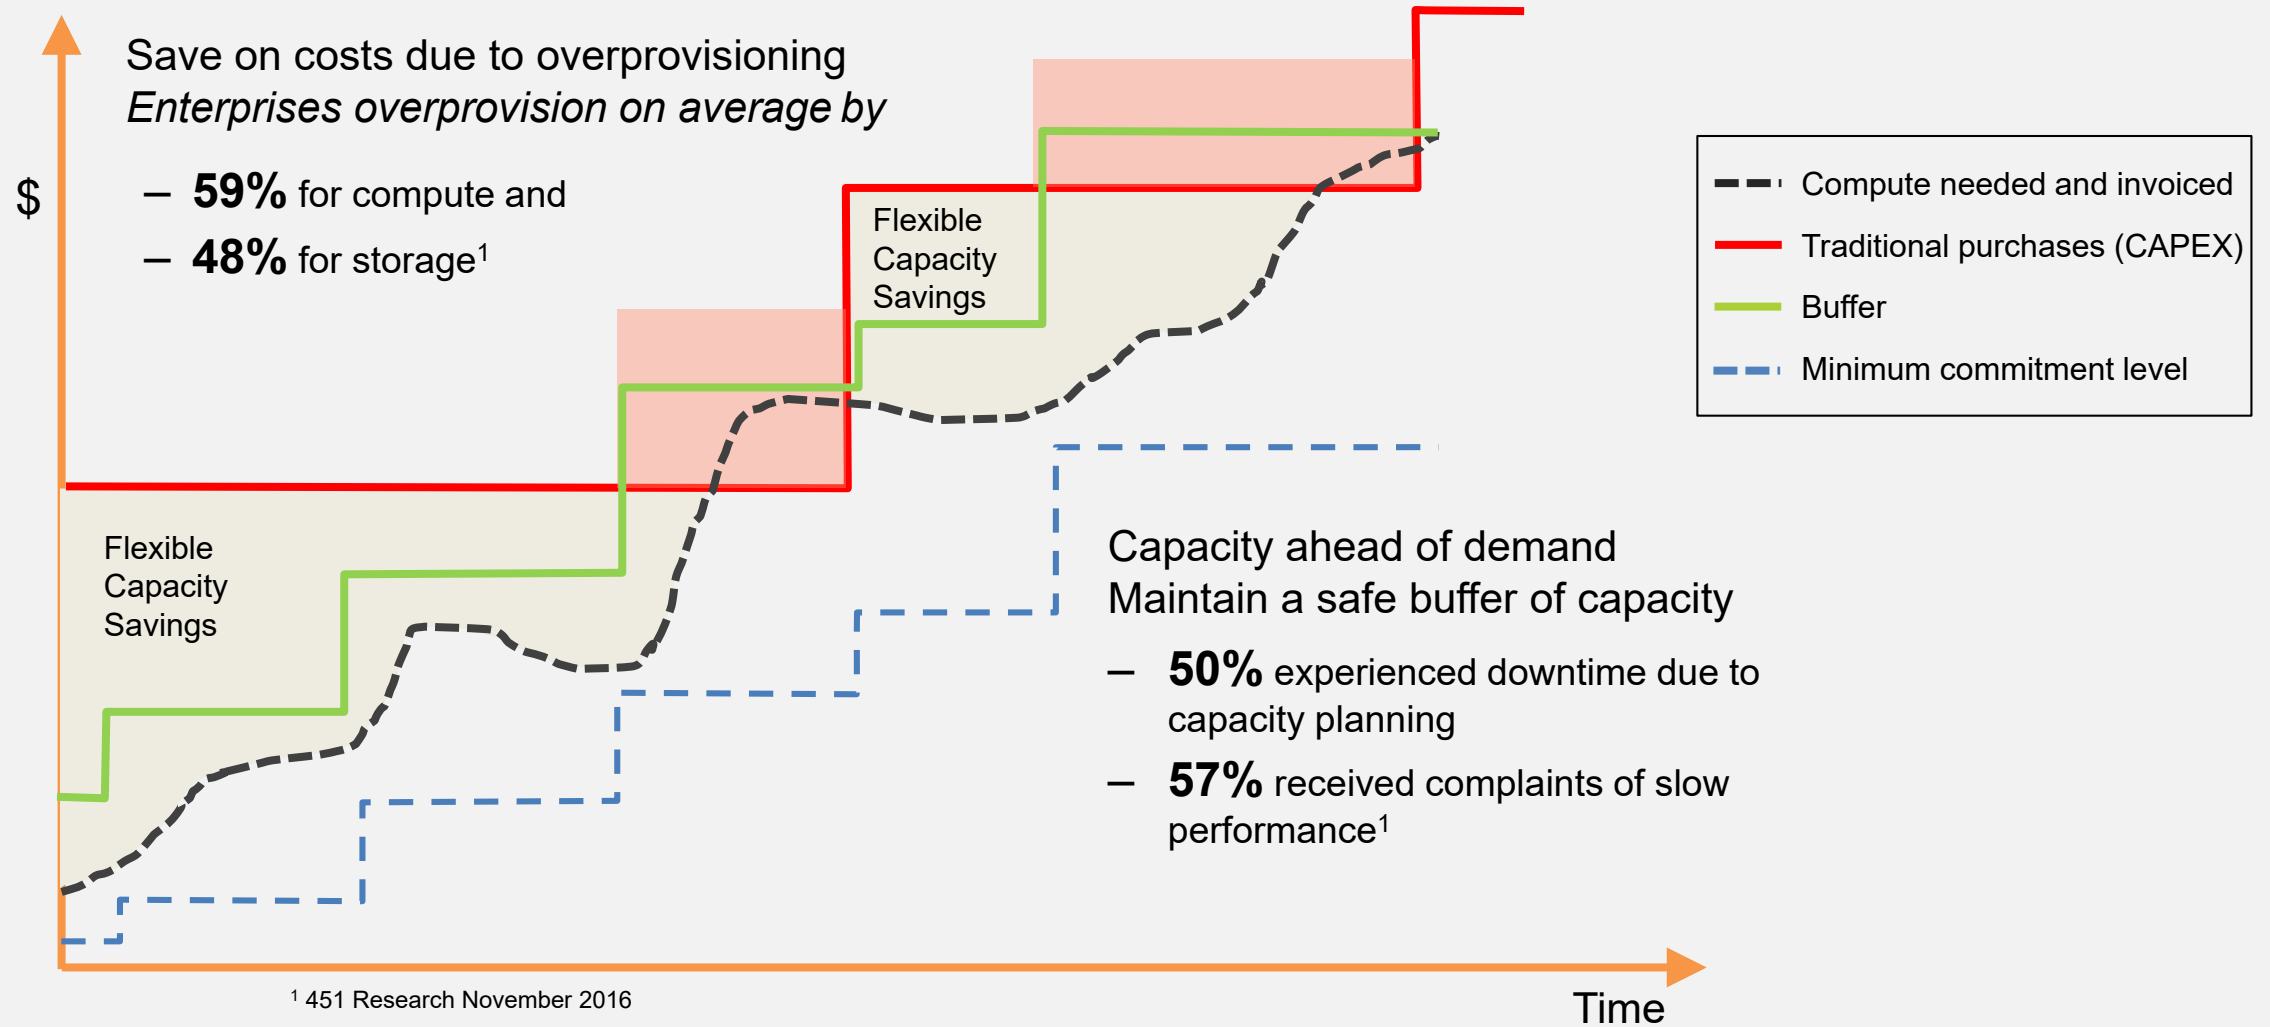 Save on costs due to overprovisioning
Enterprises overprovision on average by
– 59% for compute and
– 48% for storage¹
$
Flexible
Capacity
Savings
Compute needed and invoiced
Traditional purchases (CAPEX)
Buffer
Minimum commitment level
Flexible
Capacity
Savings
Capacity ahead of demand
Maintain a safe buffer of capacity
– 50% experienced downtime due to
capacity planning
– 57% received complaints of slow
performance¹
¹ 451 Research November 2016
Time